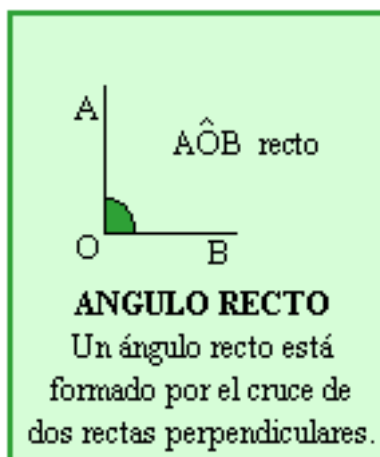 A
AÔB recto
O
B
ANGULO RECTO
Un ángulo recto está
formado por el cruce de
dos rectas perpendiculares.